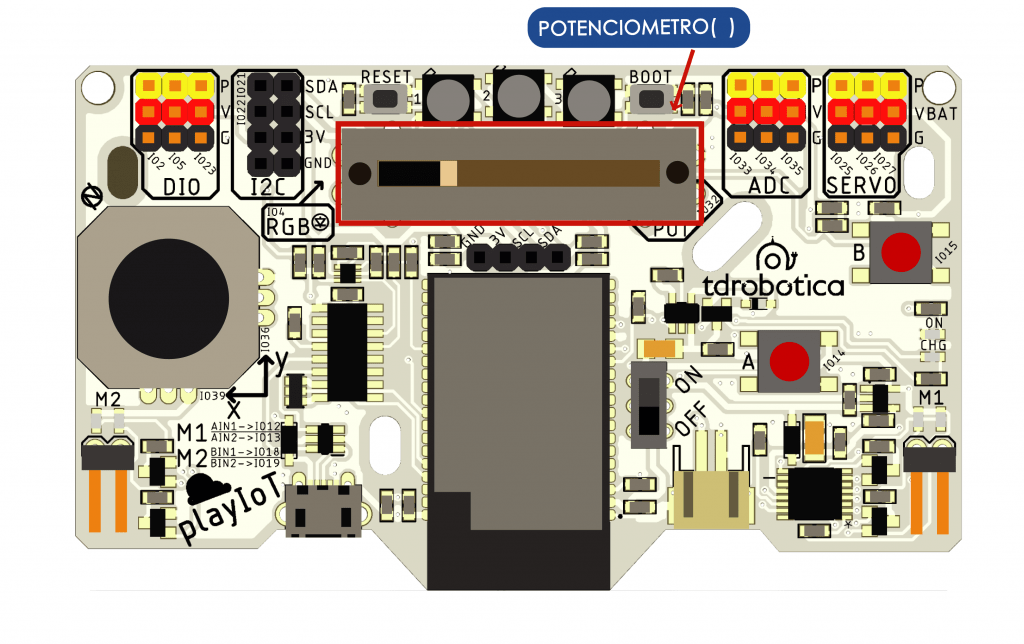 POTENCIOMETRO( )
RESET
BOOT
1
2
3
P
V
G
IO2
IO5
IO23
DIO
IO21
IO22
SDA
SCL
3V
GND
I2C
IO4
RGB
IO32
POT
P
V
G
IO33
IO34
IO35
ADC
P
VBAT
G
IO25
IO26
IO27
SERVO
GND
3V
SCL
SDA
tdrobotica
B
IO15
A
IO14
ON
CHG
ON
OFF
IO36
y
IO39
x
M2
M1
M1
AIN1->IO12
AIN2->IO13
M2
BIN1->IO18
BIN2->IO19
playIoT